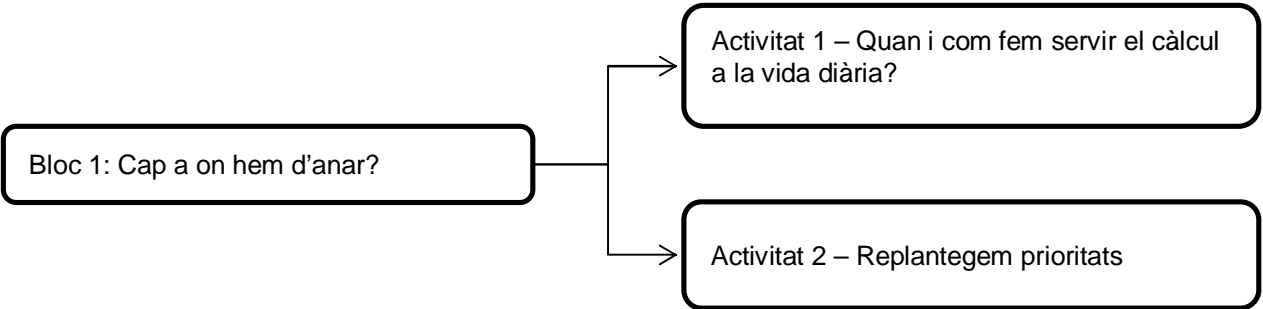 Activitat 1 – Quan i com fem servir el càlcul
a la vida diària?
Bloc 1: Cap a on hem d’anar?
Activitat 2 – Replantegem prioritats